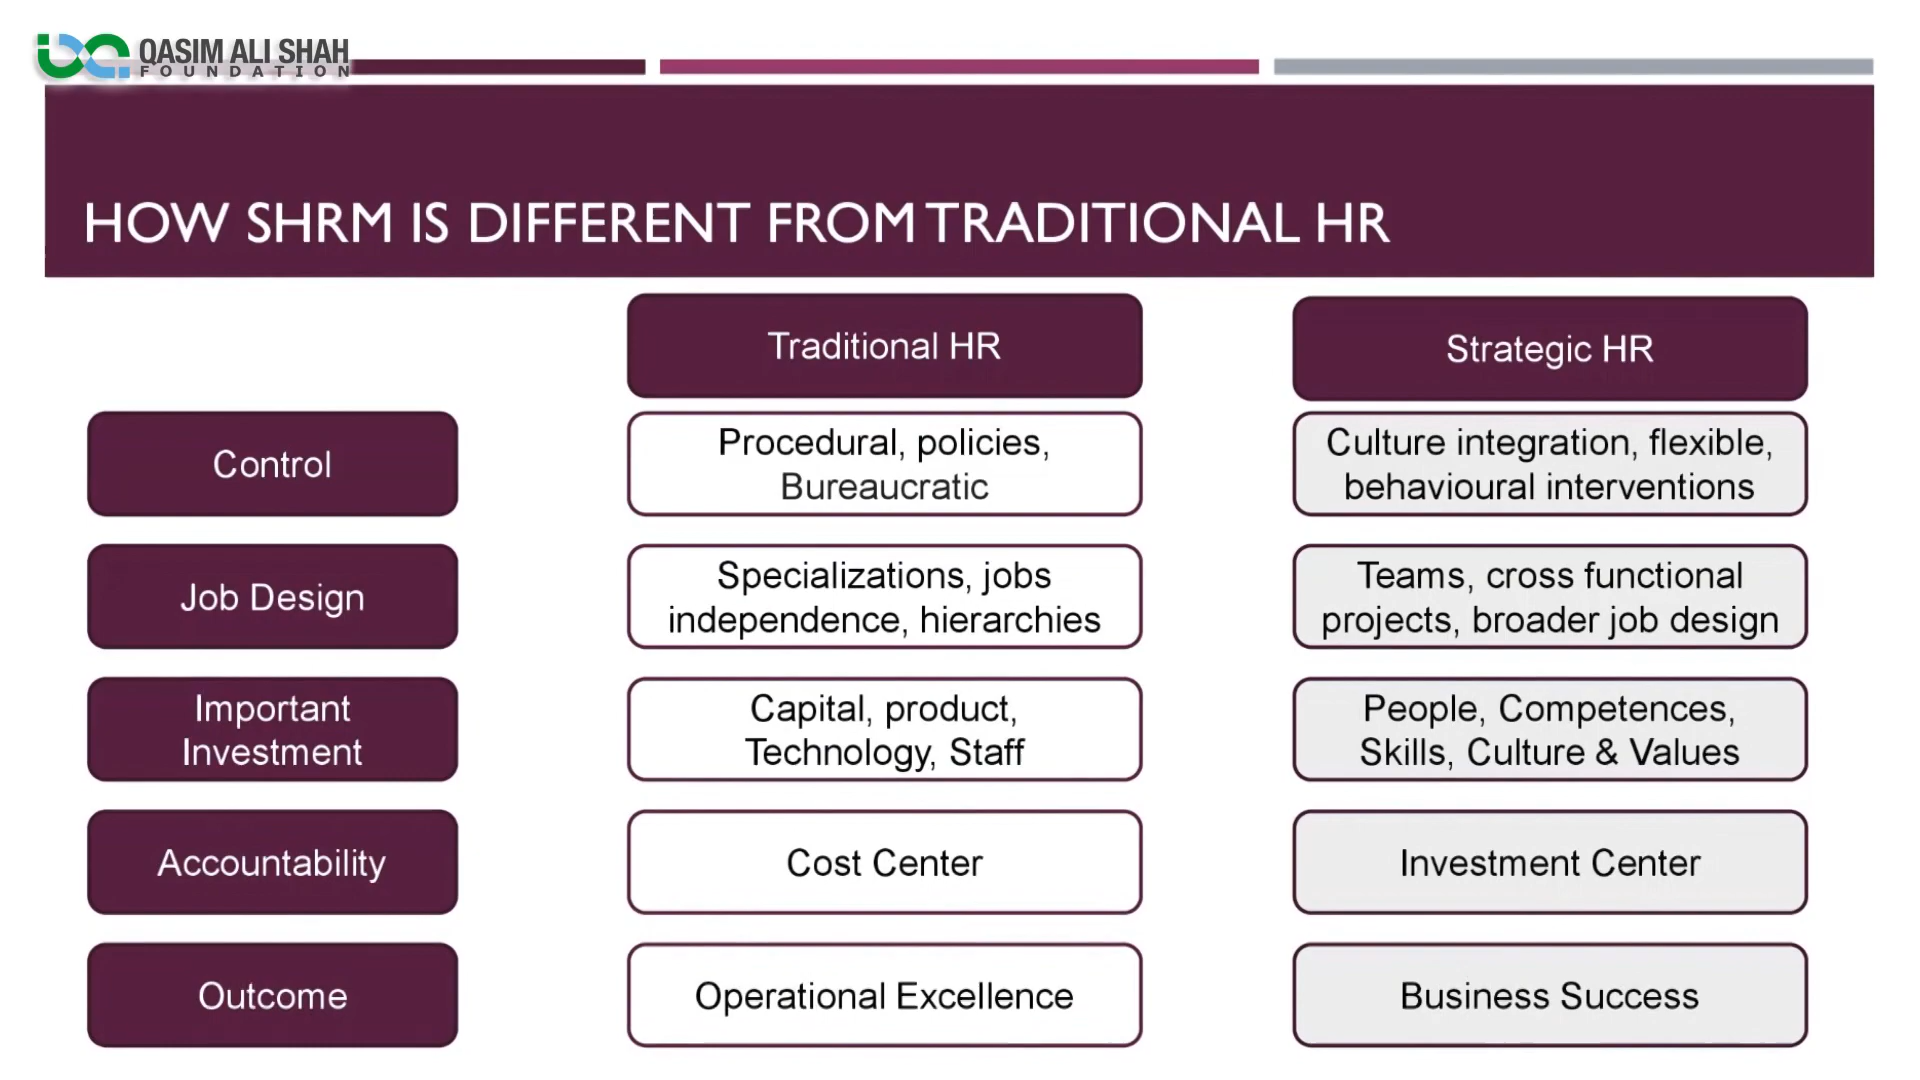 QASIM ALI SHAH
FOUNDATION
HOW SHRM IS DIFFERENT FROM TRADITIONAL HR
Traditional HR
Strategic HR
Control
Procedural, policies,
Bureaucratic
Culture integration, flexible,
behavioural interventions
Job Design
Specializations, jobs
independence, hierarchies
Teams, cross functional
projects, broader job design
Important
Investment
Capital, product,
Technology, Staff
People, Competences,
Skills, Culture & Values
Accountability
Cost Center
Investment Center
Outcome
Operational Excellence
Business Success